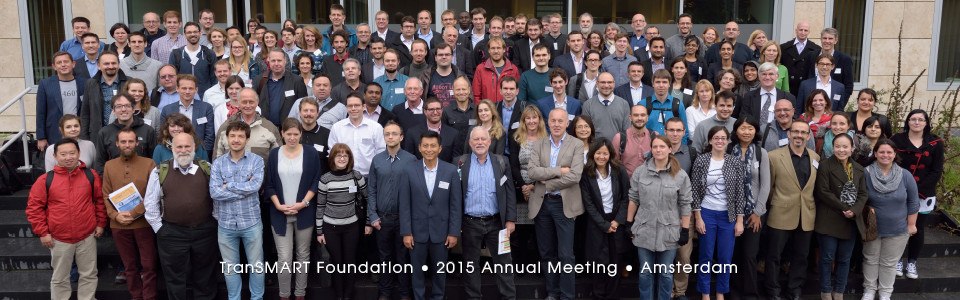 TranSMART Foundation • 2015 Annual Meeting • Amsterdam